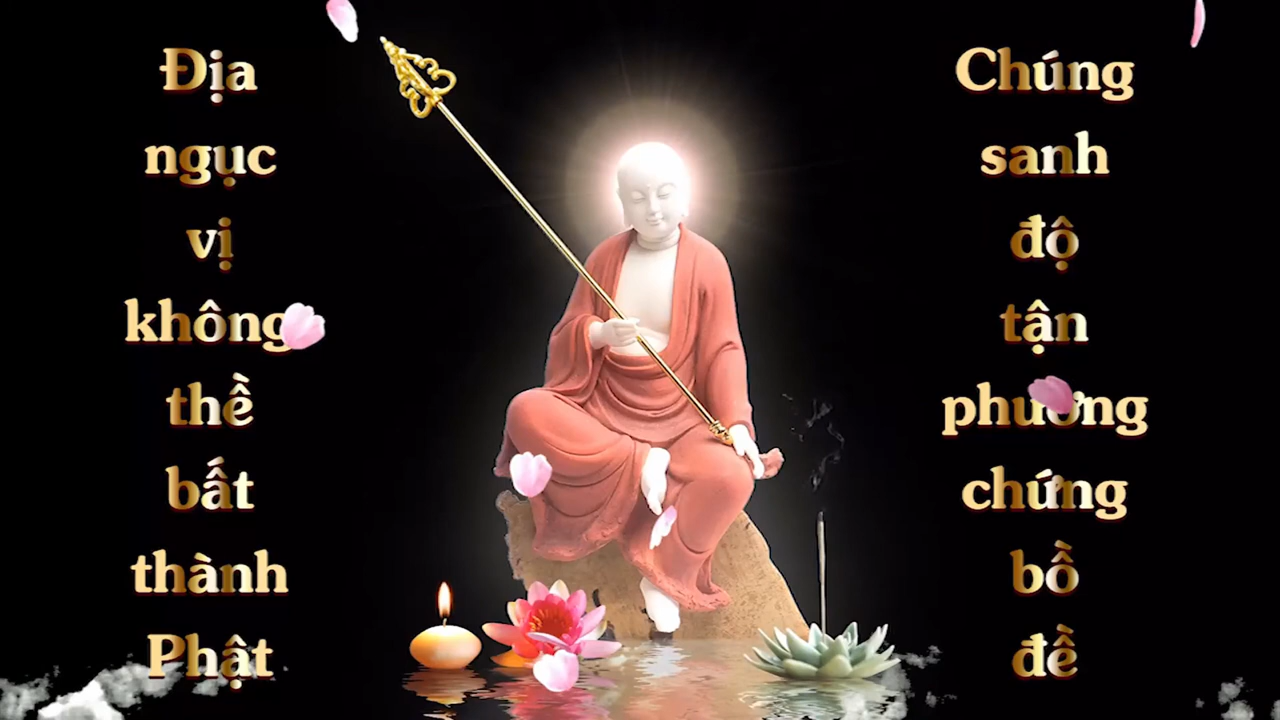 Địa
ngục
vị
không
thề
bất
thành
Phật
Chúng
sanh
độ
tận
phương
chứng
bồ
đề